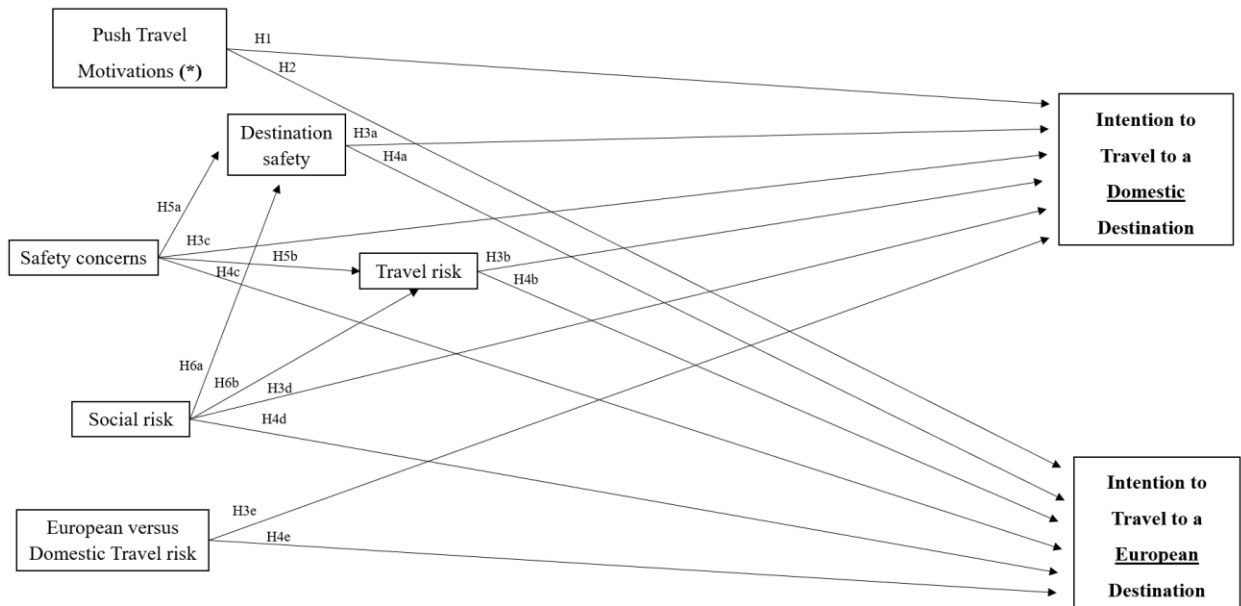 Push Travel
Motivations (*)
H1
H2
Destination
safety
H3a
H4a
Intention to
Travel to a
Domestic
Destination
H5a
Safety concerns
H3c
H5b
H4c
Travel risk
H3b
H4b
H6a
H6b
H3d
Social risk
H4d
European versus
Domestic Travel risk
H3e
H4e
Intention to
Travel to a
European
Destination